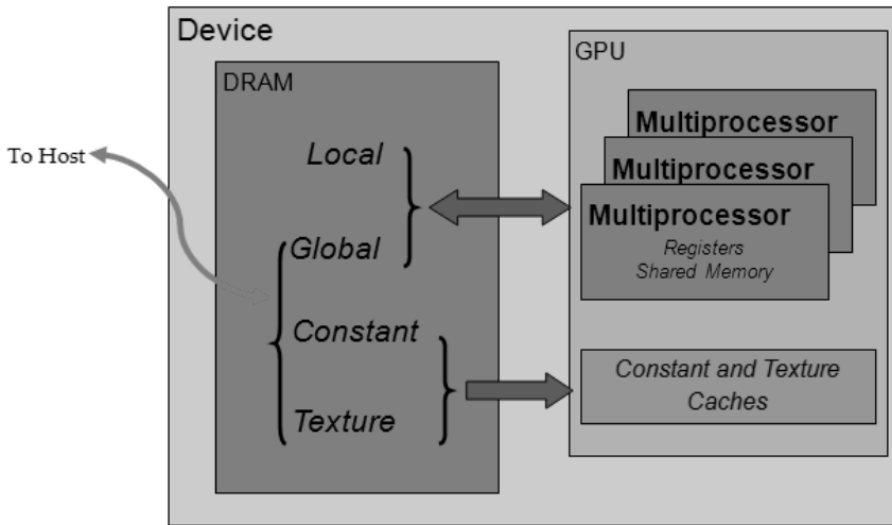 Device
DRAM
Local
Global
Constant
Texture
To Host
GPU
Multiprocessor
Multiprocessor
Multiprocessor
Registers
Shared Memory
Constant and Texture
Caches